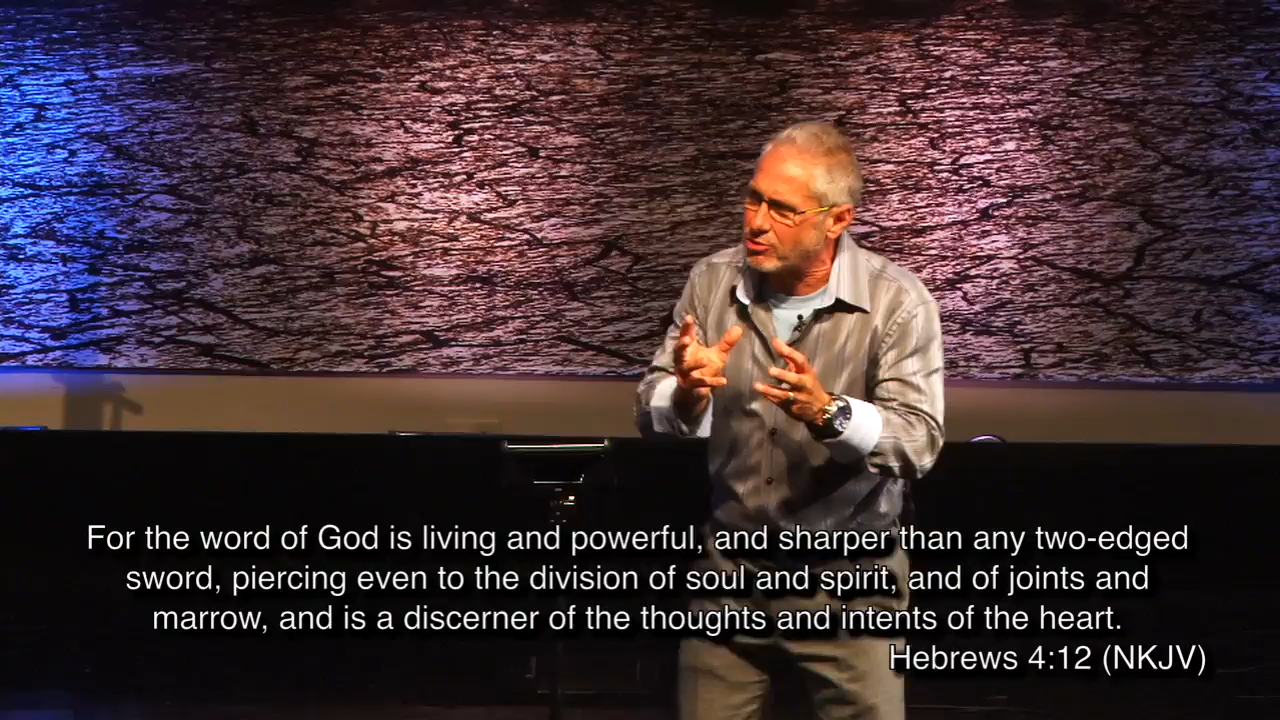 For the word of God is living and powerful, and sharper than any two-edged
sword, piercing even to the division of soul and spirit, and of joints and
marrow, and is a discerner of the thoughts and intents of the heart.
Hebrews 4:12 (NKJV)